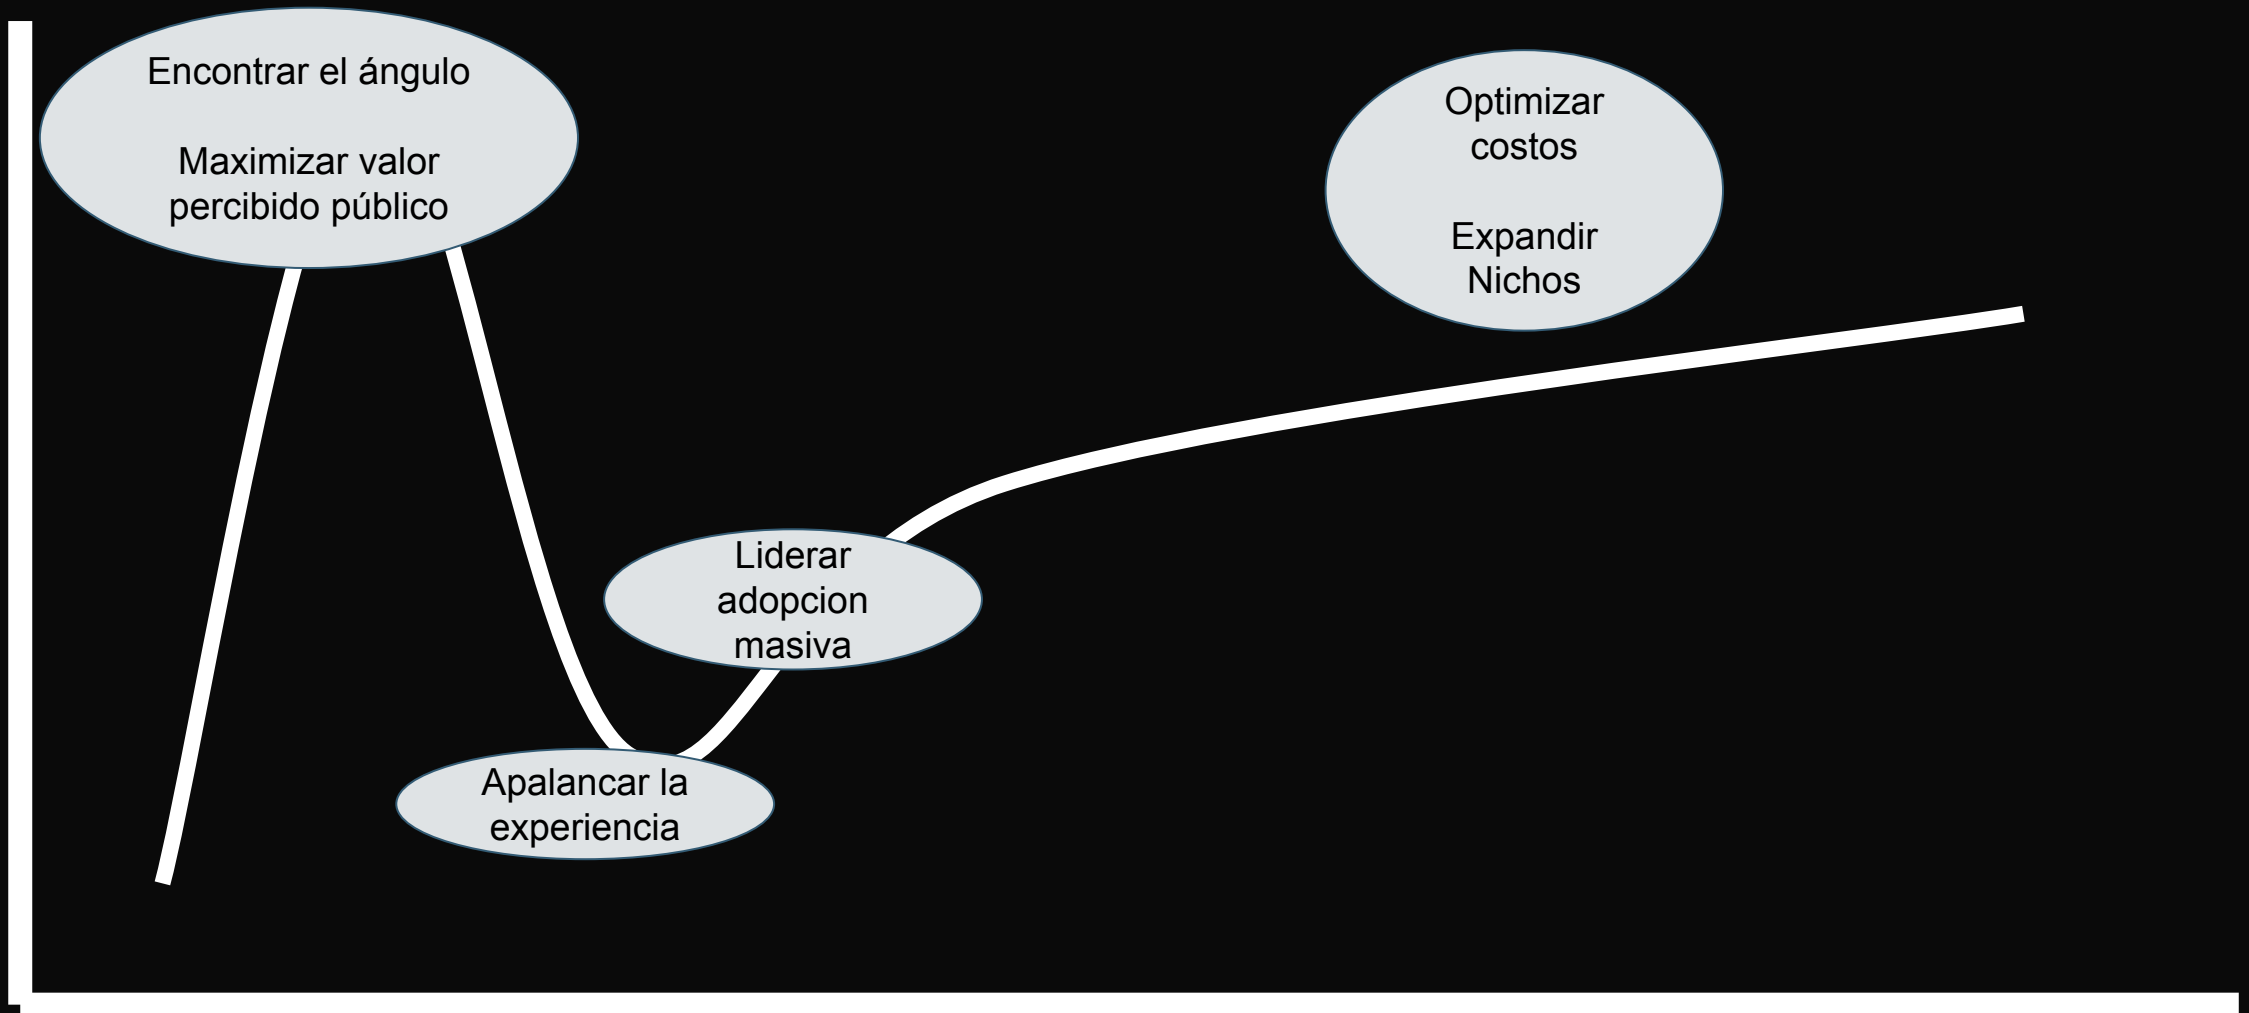 Encontrar el ángulo
Maximizar valor
percibido público
Optimizar
costos
Expandir
Nichos
Liderar
adopcion
masiva
Apalancar la
experiencia